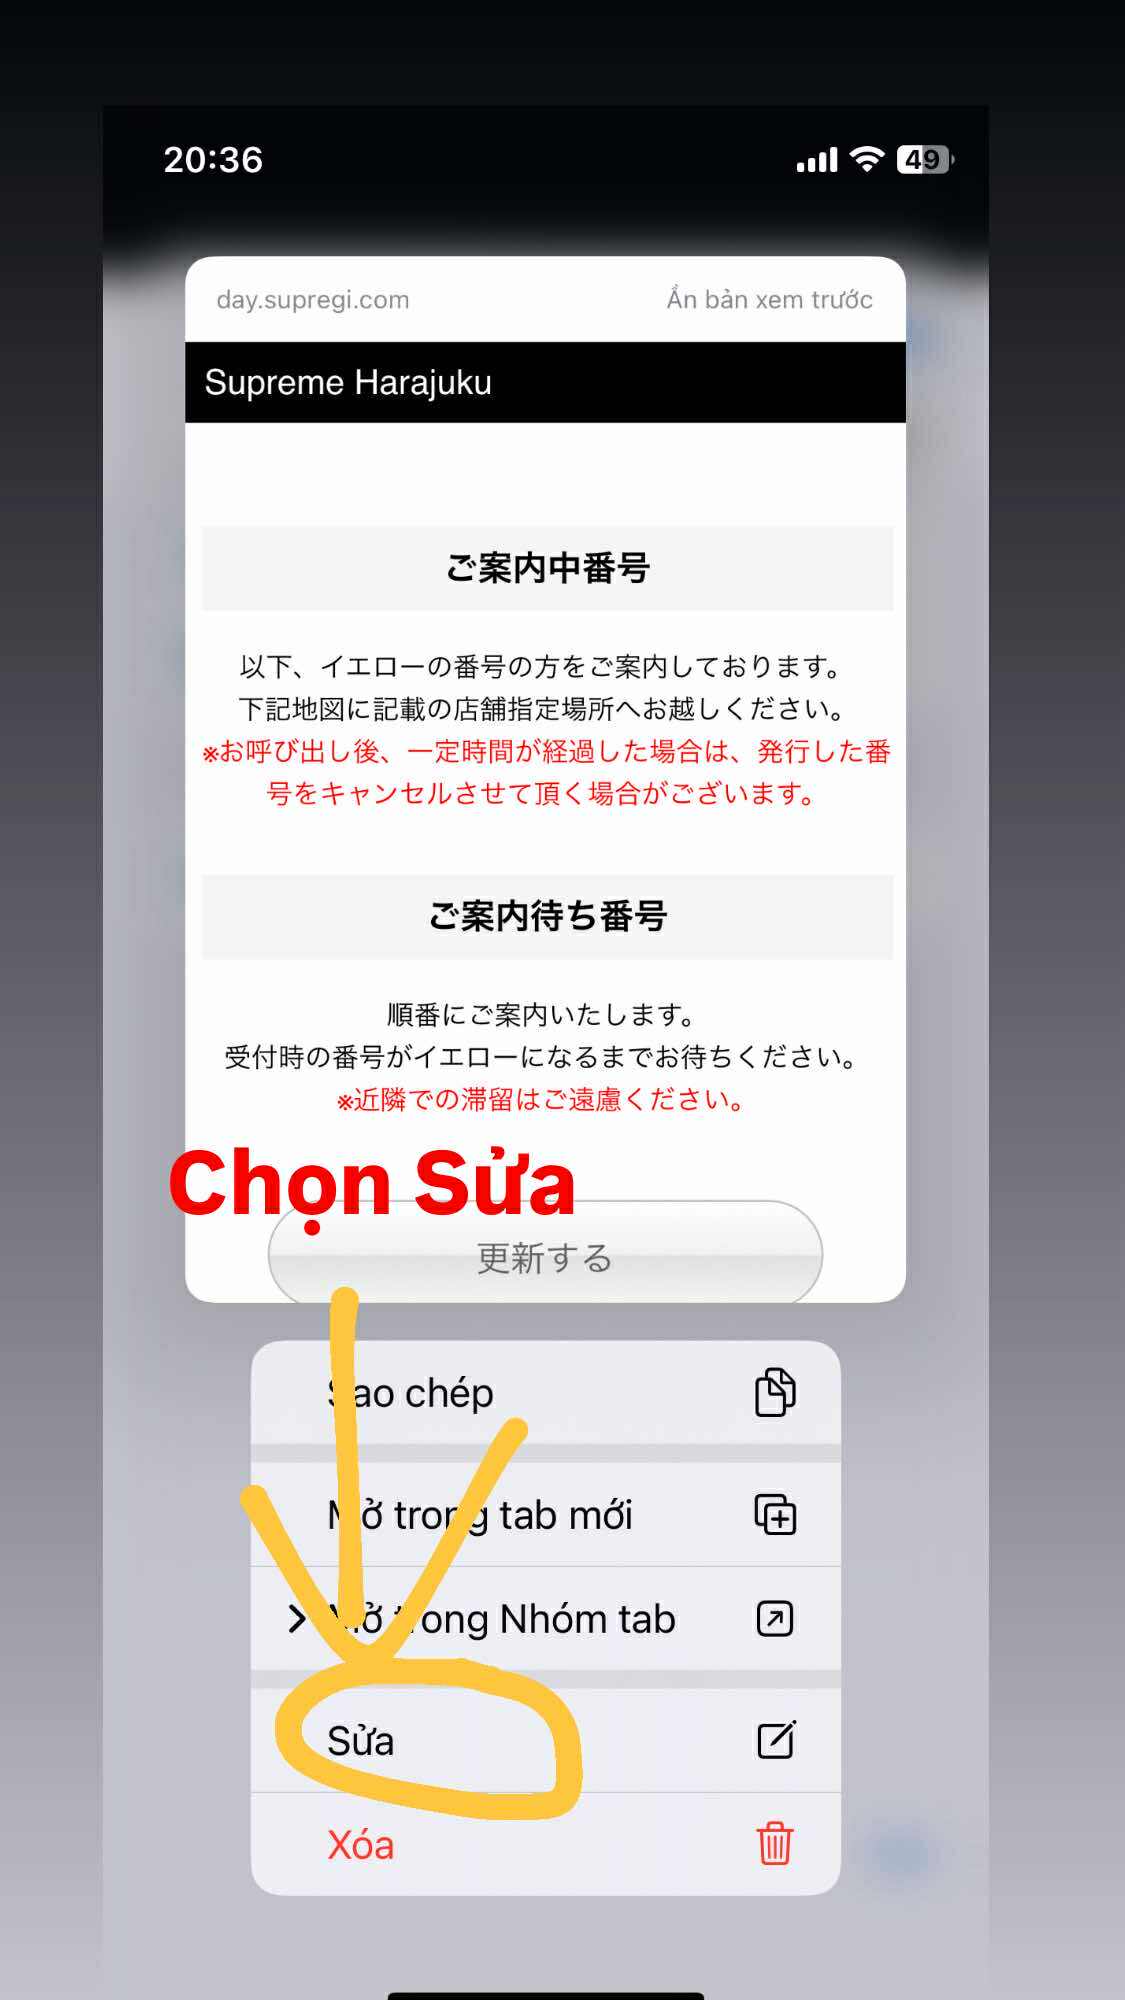 20:36
49
day.supregi.com
Ẩn bản xem trước
Supreme Harajuku
ご案内中番号
以下、イエローの番号の方をご案内しております。
下記地図に記載の店舗指定場所へお越しください。
※お呼び出し後、一定時間が経過した場合は、発行した番
号をキャンセルさせて頂く場合がございます。
ご案内待ち番号
順番にご案内いたします。
受付時の番号がイエローになるまでお待ちください。
※近隣での滞留はご遠慮ください。
Chọn Sửa
更新する
Sao chép
Mở trong tab mới
Mở trong Nhóm tab
Sửa
Xóa